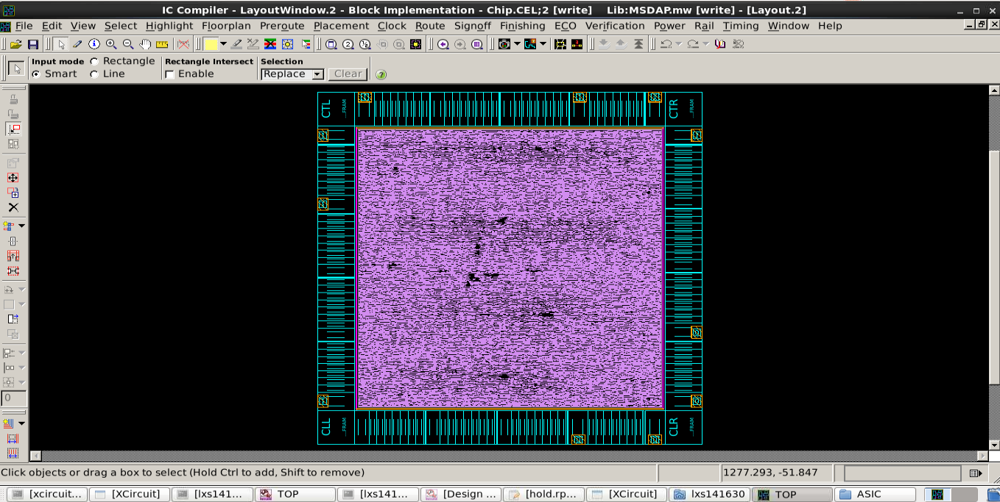 IC Compiler - LayoutWindow.2 - Block Implementation - Chip.CEL;2 [write]    Lib:MSDAP.mw [write] - [Layout.2]
File Edit View Select Highlight Floorplan Preroute Placement Clock Route Signoff Finishing ECO Verification Power Rail Timing Window Help
Input mode Rectangle Rectangle Intersect Selection
Smart Line Enable Replace Clear
CTL
FRAM
CTR
FRAM
CLL
FRAM
CLR
FRAM
0
Click objects or drag a box to select (Hold Ctrl to add, Shift to remove)
1277.293, -51.847
[xcircuit... [XCircuit] [lxs141... TOP [lxs141... [Design ... [hold.rp... [XCircuit] lxs141630 TOP ASIC